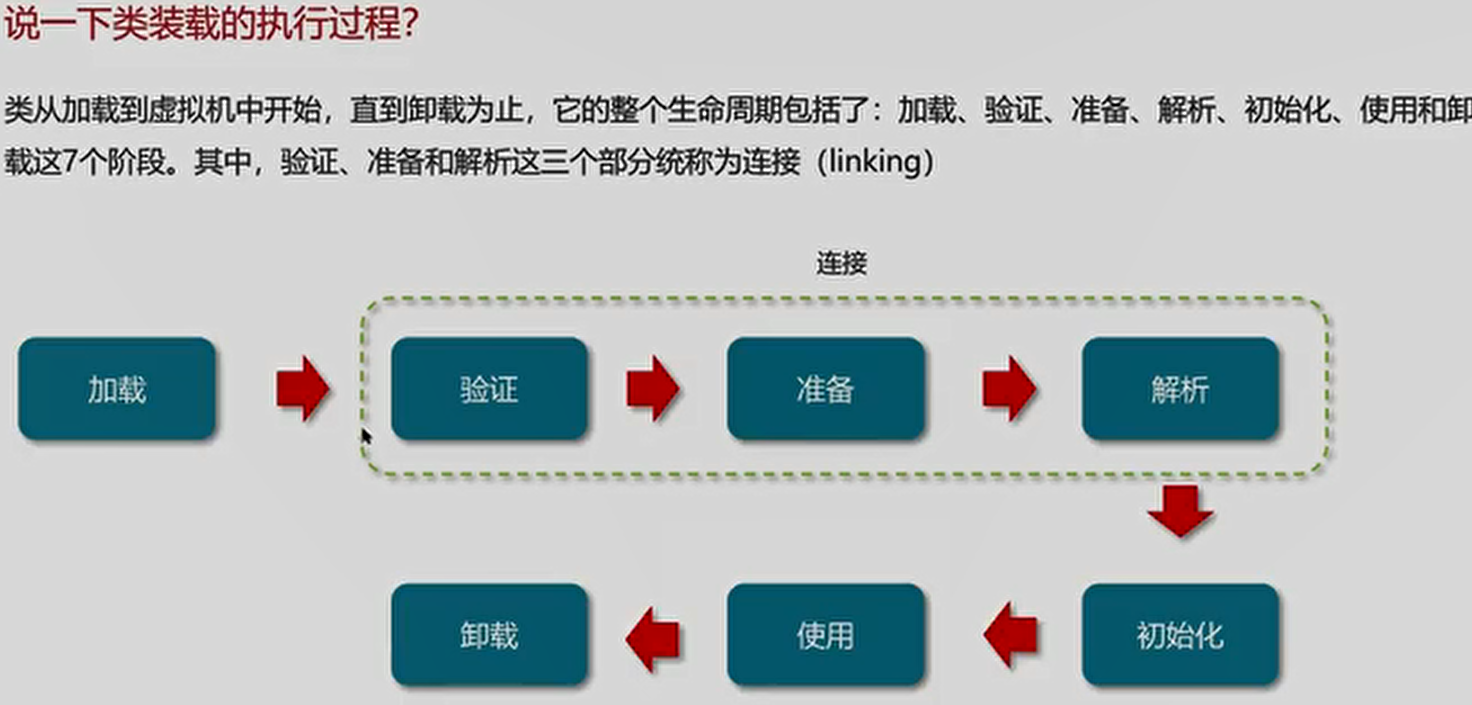 说一下类装载的执行过程？
类从加载到虚拟机中开始，直到卸载为止，它的整个生命周期包括了：加载、验证、准备、解析、初始化、使用和卸
载这7个阶段。其中，验证、准备和解析这三个部分统称为连接（linking）
连接
加载
验证
准备
解析
卸载
使用
初始化